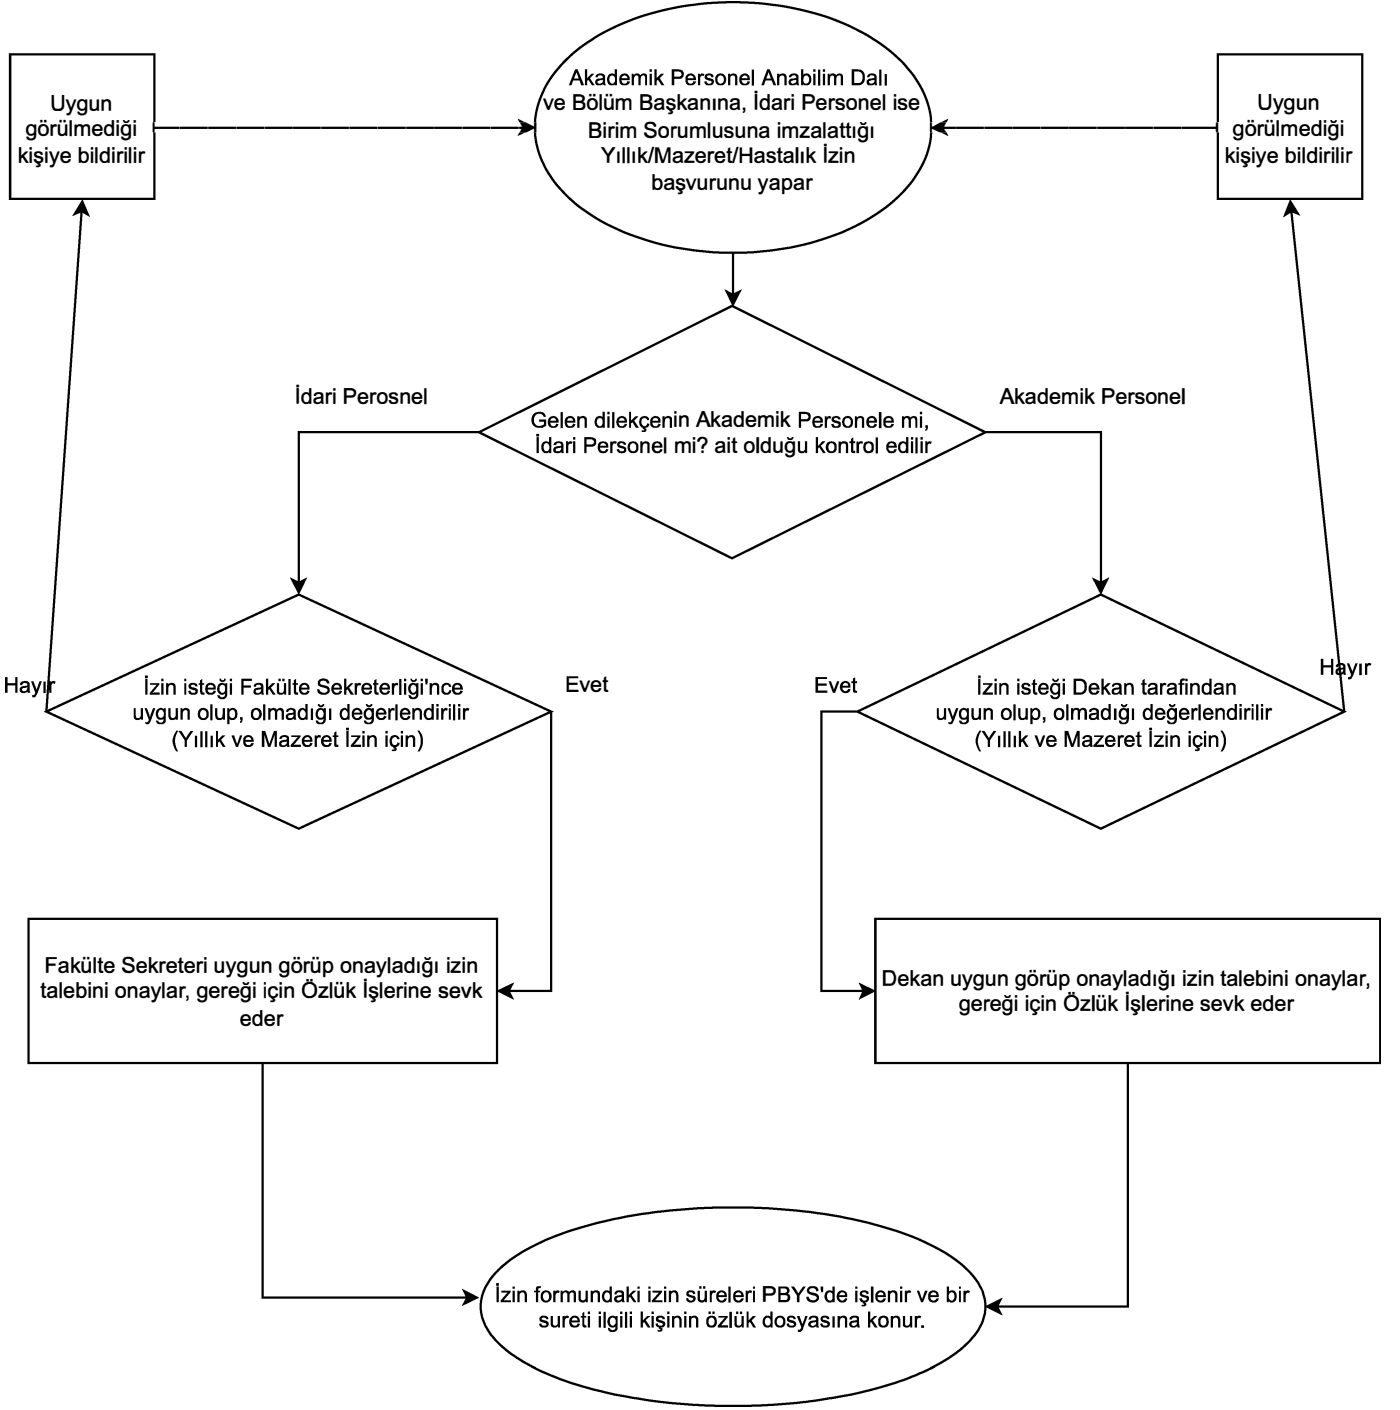 Akademik Personel Anabilim Dalı
ve Bölüm Başkanına, İdari Personel ise
Birim Sorumlusuna imzalattığı
Yıllık/Mazeret/Hastalık İzin
başvurunu yapar
Uygun
görülmediği
kişiye bildirilir
Uygun
görülmediği
kişiye bildirilir
İdari Perosnel
Akademik Personel
Gelen dilekçenin Akademik Personele mi,
İdari Personel mi? ait olduğu kontrol edilir
Hayır
İzin isteği Fakülte Sekreterliği'nce
uygun olup, olmadığı değerlendirilir
(Yıllık ve Mazeret İzin için)
Evet
Evet
İzin isteği Dekan tarafindan
uygun olup, olmadığı değerlendirilir
(Yıllık ve Mazeret İzin için)
Hayır
Fakülte Sekreteri uygun görüp onayladığı izin
talebini onaylar, gereği için Özlük İşlerine sevk
eder
Dekan uygun görüp onayladığı izin talebini onaylar,
gereği için Özlük İşlerine sevk eder
İzin formundaki izin süreleri PBYS'de işlenir ve bir
sureti ilgili kişinin özlük dosyasına konur.